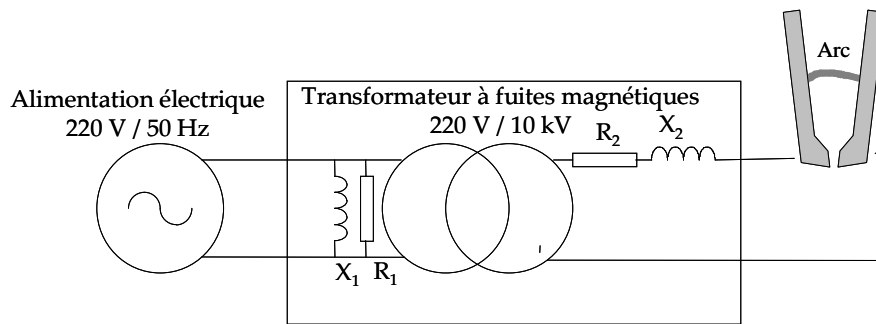 Arc
Alimentation électrique
220 V / 50 Hz
Transformateur à fuites magnétiques
220 V / 10 kV
R2
X2
X1
R1